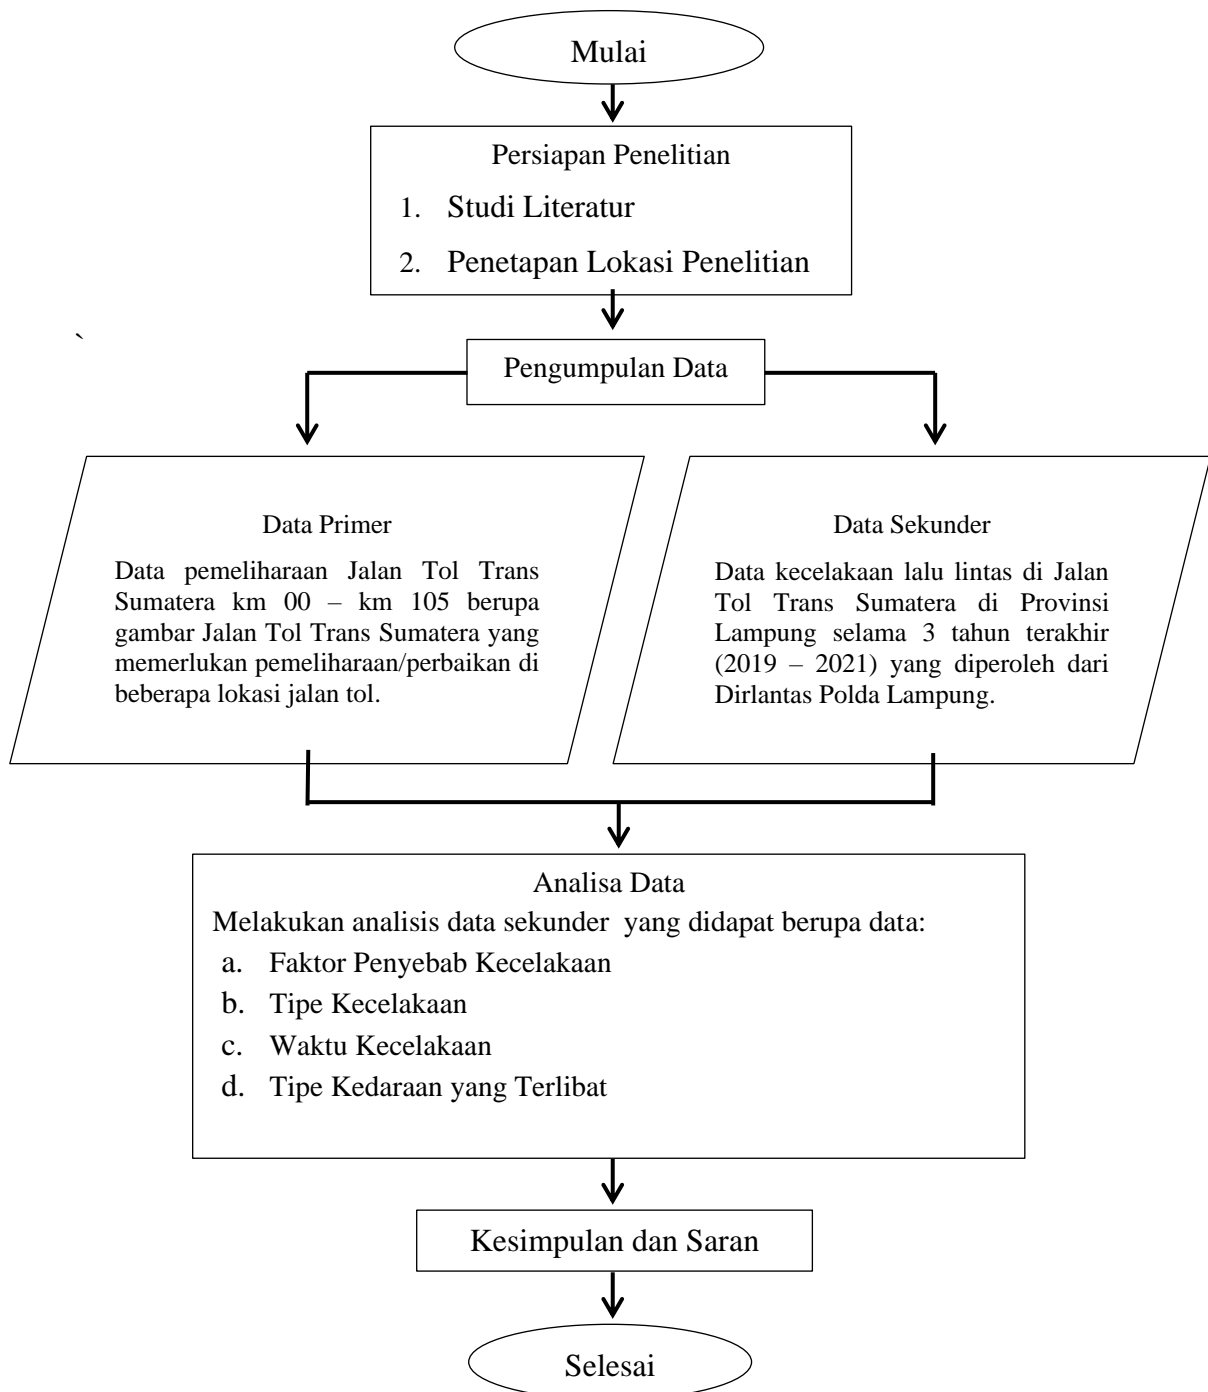 Mulai
Persiapan Penelitian
1. Studi Literatur
2. Penetapan Lokasi Penelitian
`
Pengumpulan Data
Data Primer
Data pemeliharaan Jalan Tol Trans
Sumatera km 00 – km 105 berupa
gambar Jalan Tol Trans Sumatera yang
memerlukan pemeliharaan/perbaikan di
beberapa lokasi jalan tol.
Data Sekunder
Data kecelakaan lalu lintas di Jalan
Tol Trans Sumatera di Provinsi
Lampung selama 3 tahun terakhir
(2019 – 2021) yang diperoleh dari
Dirlantas Polda Lampung.
Analisa Data
Melakukan analisis data sekunder yang didapat berupa data:
a. Faktor Penyebab Kecelakaan
b. Tipe Kecelakaan
c. Waktu Kecelakaan
d. Tipe Kedaraan yang Terlibat
Kesimpulan dan Saran
Selesai